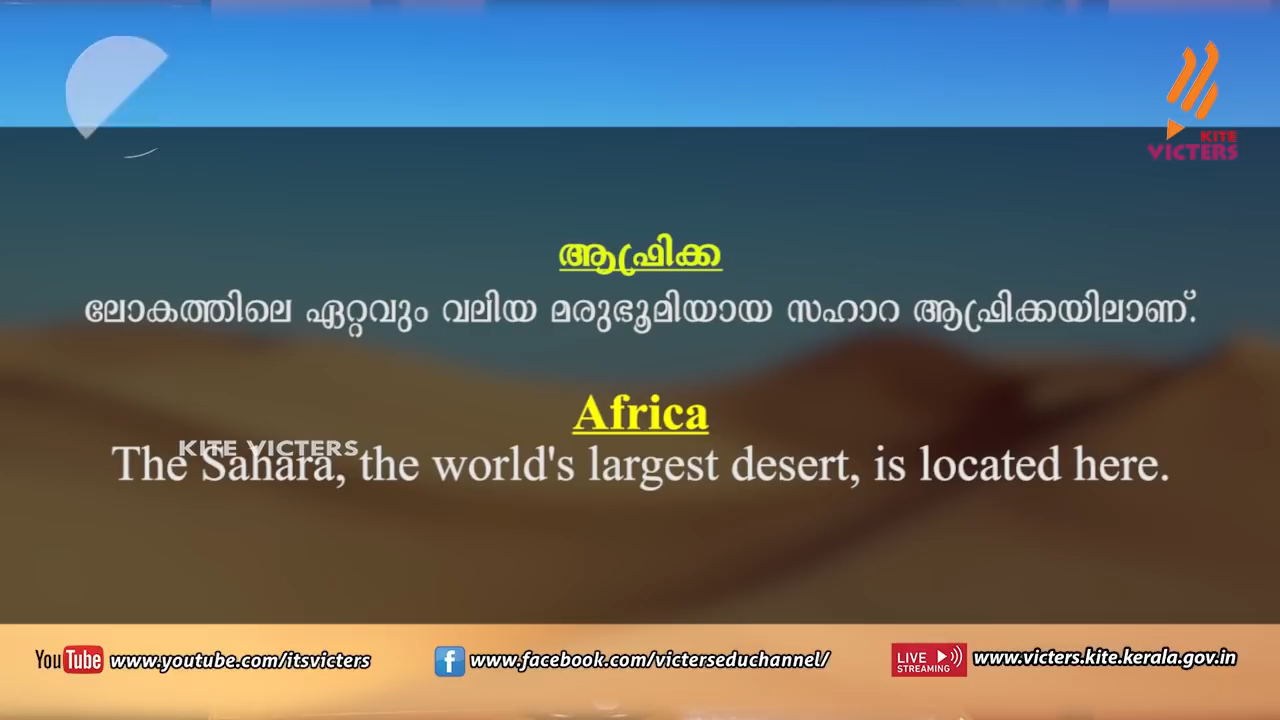 KITE
VICTERS
ആഫ്രിക്ക
ലോകത്തിലെ ഏറ്റവും വലിയ മരുഭൂമിയായ സഹാറ ആഫ്രിക്കയിലാണ്.
Africa
KITE VICTERS
The Sahara, the world's largest desert, is located here.
YouTube www.youtube.com/itsvicters
f www.facebook.com/victerseduchannel/
LIVE STREAMING www.victers.kite.kerala.gov.in